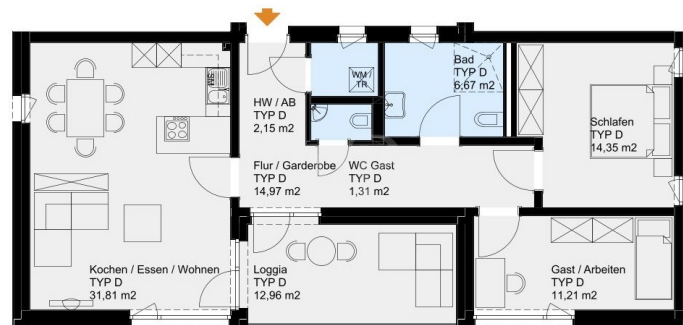 Bad
TYP D
6,67 m2
WM /
TR
SM
HW / AB
TYP D
2,15 m2
Schlafen
TYP D
14,35 m2
Flur / Garderobe
TYP D
14,97 m2
WC Gast
TYP D
1,31 m2
Kochen / Essen / Wohnen
TYP D
31,81 m2
Loggia
TYP D
12,96 m2
Gast / Arbeiten
TYP D
11,21 m2